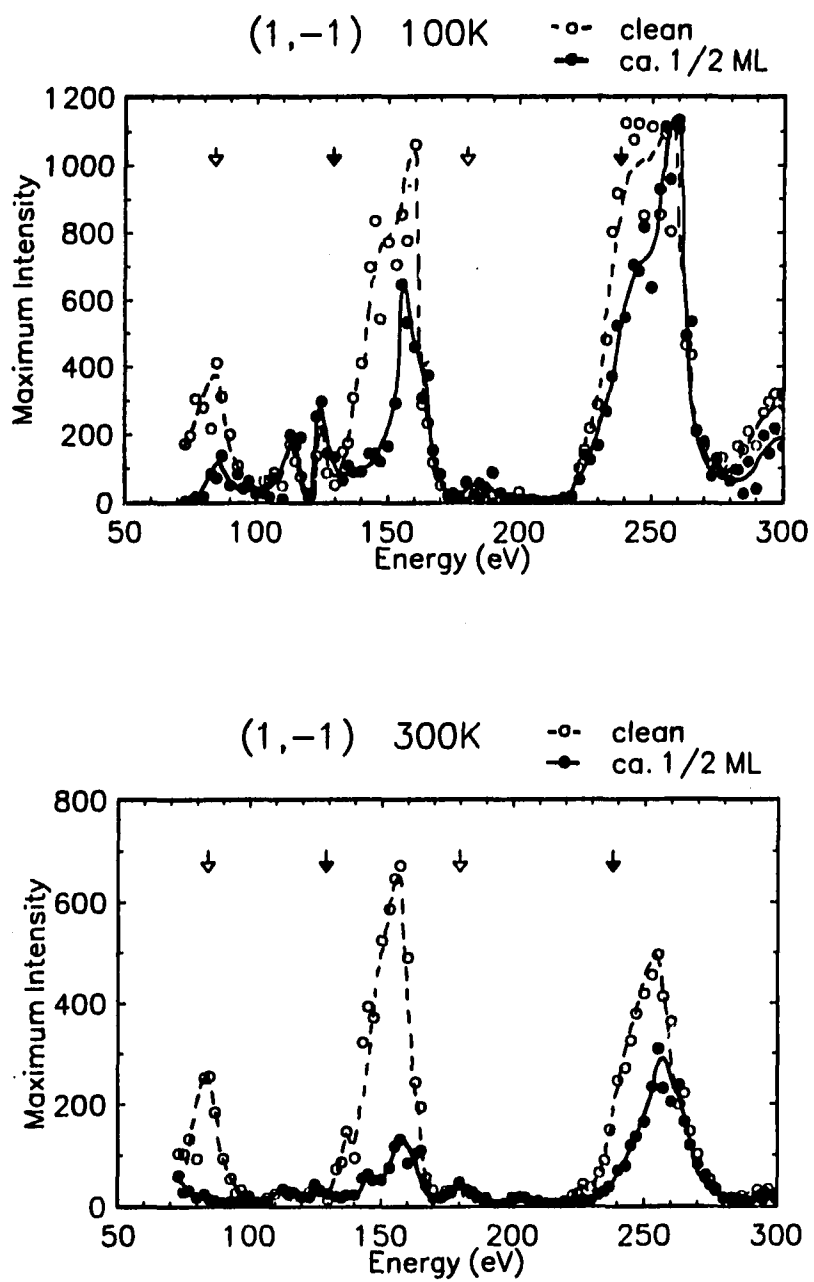 (1,-1) 100K
-o- clean
-●- ca. 1/2 ML
1200
1000
800
600
400
200
0
Maximum Intensity
50 100 150 200 250 300
Energy (eV)
(1,-1) 300K
-o- clean
-●- ca. 1/2 ML
800
600
400
200
0
Maximum Intensity
50 100 150 200 250 300
Energy (eV)